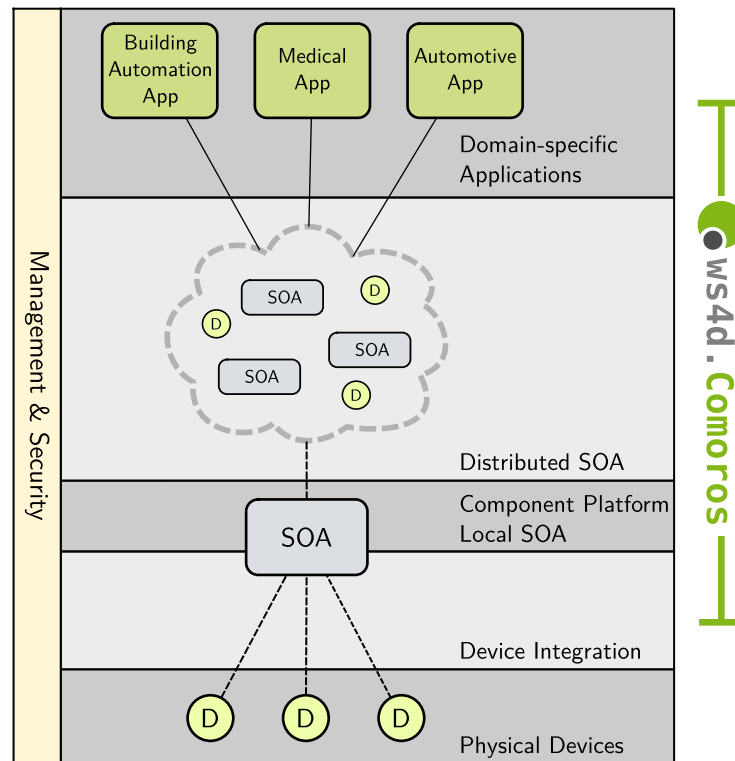 Building
Automation
App
Medical
App
Automotive
App
Domain-specific
Applications
SOA
D
D
SOA
SOA
D
Distributed SOA
Component Platform
Local SOA
SOA
Device Integration
D
D
D
Physical Devices
Management & Security
ws4d.Comoros